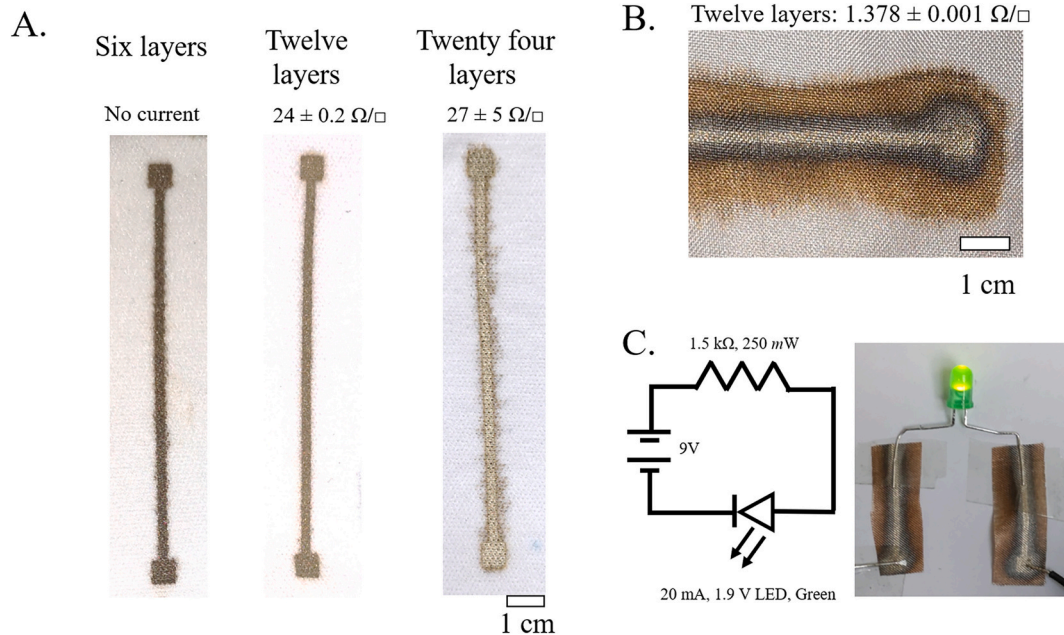 A.
Six layers
No current
Twelve
layers
24 ± 0.2 Ω/□
Twenty four
layers
27 ± 5 Ω/□
1 cm
B.
Twelve layers: 1.378 ± 0.001 Ω/□
1 cm
C.
1.5 kΩ, 250 mW
9V
20 mA, 1.9 V LED, Green